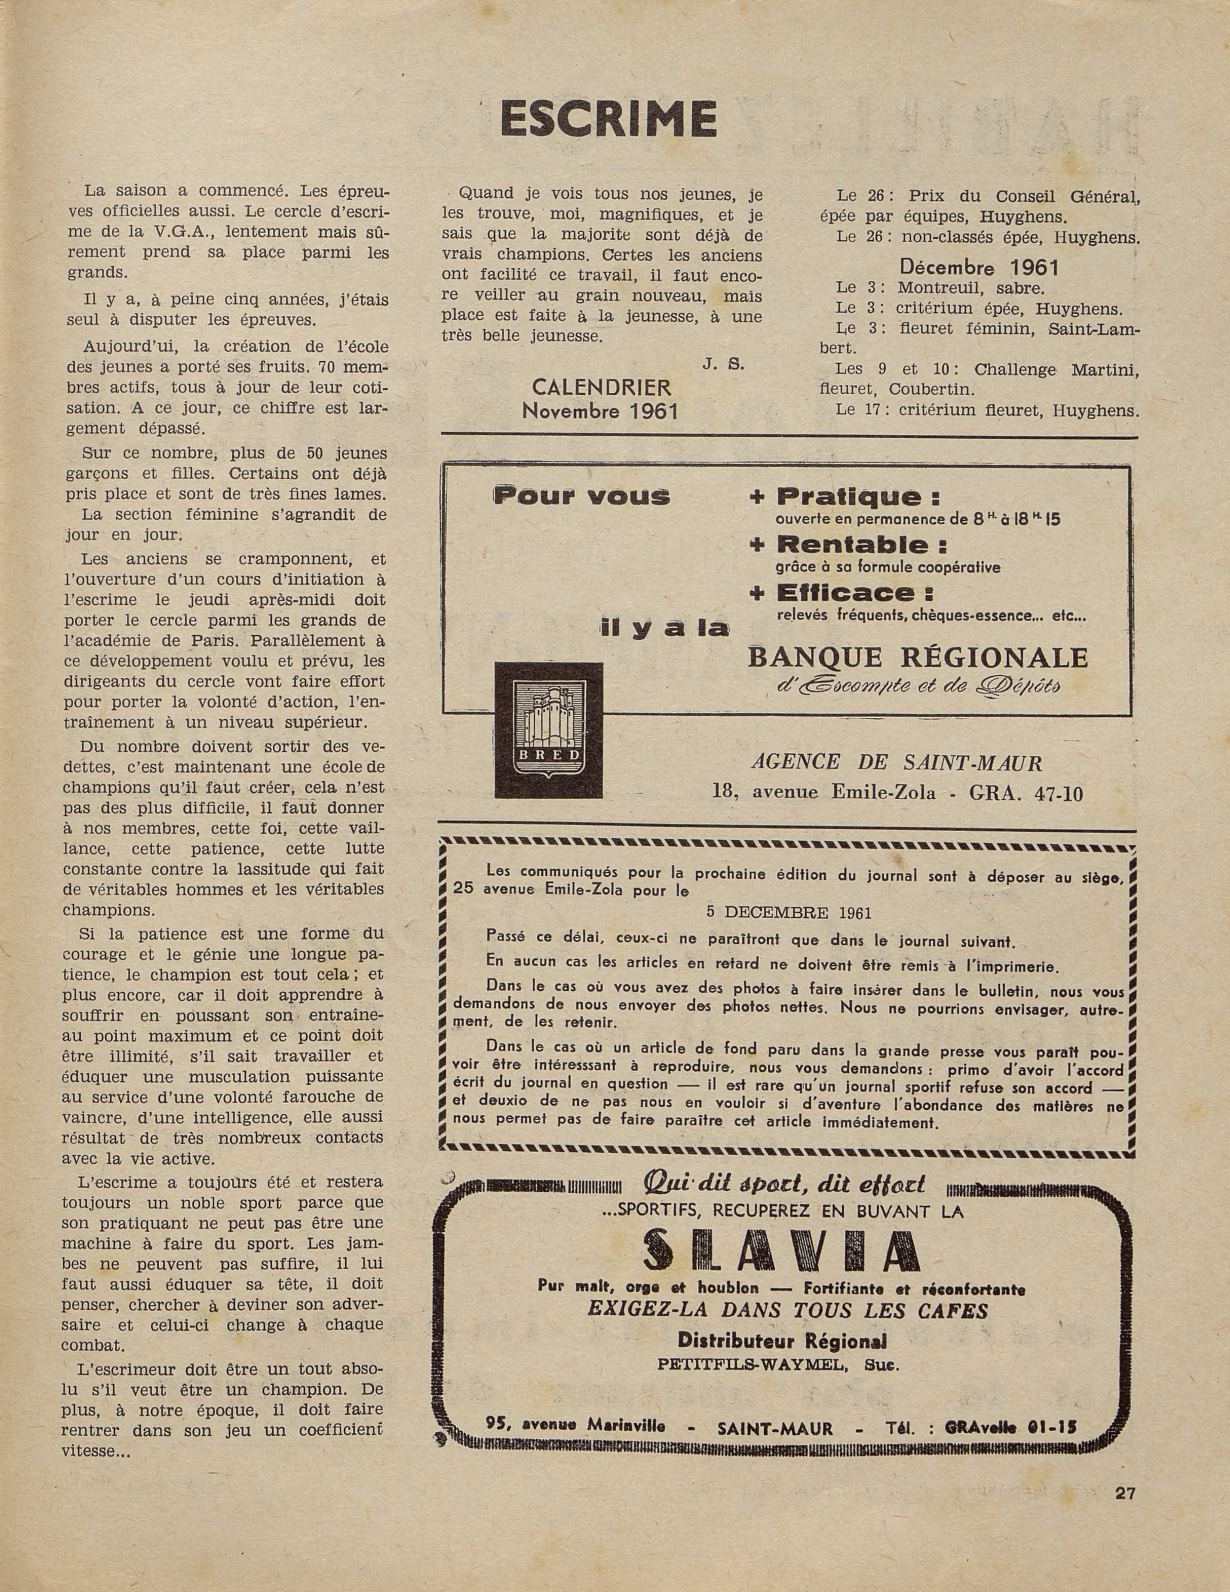 ESCRIME
La saison a commencé. Les épreu-
ves officielles aussi. Le cercle d'escri-
me de la V.G.A., lentement mais sû-
rement prend sa place parmi les
grands.
Il y a, à peine cinq années, j'étais
seul à disputer les épreuves.
Aujourd'ui, la création de l'école
des jeunes a porté ses fruits. 70 mem-
bres actifs, tous à jour de leur coti-
sation. A ce jour, ce chiffre est lar-
gement dépassé.
Sur ce nombre, plus de 50 jeunes
garçons et filles. Certains ont déjà
pris place et sont de très fines lames.
La section féminine s'agrandit de
jour en jour.
Les anciens se cramponnent, et
l'ouverture d'un cours d'initiation à
l'escrime le jeudi après-midi doit
porter le cercle parmi les grands de
l'académie de Paris. Parallèlement à
ce développement voulu et prévu, les
dirigeants du cercle vont faire effort
pour porter la volonté d'action, l'en-
traînement à un niveau supérieur.
Du nombre doivent sortir des ve-
dettes, c'est maintenant une école de
champions qu'il faut créer, cela n'est
pas des plus difficile, il faut donner
à nos membres, cette foi, cette vail-
lance, cette patience, cette lutte
constante contre la lassitude qui fait
de véritables hommes et les véritables
champions.
Si la patience est une forme du
courage et le génie une longue pa-
tience, le champion est tout cela ; et
plus encore, car il doit apprendre à
souffrir en poussant son entraîne-
au point maximum et ce point doit
être illimité, s'il sait travailler et
éduquer une musculation puissante
au service d'une volonté farouche de
vaincre, d'une intelligence, elle aussi
résultat de très nombreux contacts
avec la vie active.
L'escrime a toujours été et restera
toujours un noble sport parce que
son pratiquant ne peut pas être une
machine à faire du sport. Les jam-
bes ne peuvent pas suffire, il lui
faut aussi éduquer sa tête, il doit
penser, chercher à deviner son adver-
saire et celui-ci change à chaque
combat.
L'escrimeur doit être un tout abso-
lu s'il veut être un champion. De
plus, à notre époque, il doit faire
rentrer dans son jeu un coefficient
vitesse...
Quand je vois tous nos jeunes, je
les trouve, moi, magnifiques, et je
sais que la majorite sont déjà de
vrais champions. Certes les anciens
ont facilité ce travail, il faut enco-
re veiller au grain nouveau, mais
place est faite à la jeunesse, à une
très belle jeunesse.
J. S.
CALENDRIER
Novembre 1961
Le 26 : Prix du Conseil Général,
épée par équipes, Huyghens.
Le 26 : non-classés épée, Huyghens.
Décembre 1961
Le 3 : Montreuil, sabre.
Le 3 : critérium épée, Huyghens.
Le 3 : fleuret féminin, Saint-Lam-
bert.
Les 9 et 10 : Challenge Martini,
fleuret, Coubertin.
Le 17 : critérium fleuret, Huyghens.
Pour vous
il y a la
+ Pratique :
ouverte en permanence de 8 H. à 18 H. 15
+ Rentable :
grâce à sa formule coopérative
+ Efficace :
relevés fréquents, chèques-essence... etc...
BANQUE RÉGIONALE
d'Escompte et de Dépôts
BRED
AGENCE DE SAINT-MAUR
18, avenue Emile-Zola - GRA. 47-10
Les communiqués pour la prochaine édition du journal sont à déposer au siège,
25 avenue Emile-Zola pour le
5 DECEMBRE 1961
Passé ce délai, ceux-ci ne paraîtront que dans le journal suivant.
En aucun cas les articles en retard ne doivent être remis à l'imprimerie.
Dans le cas où vous avez des photos à faire insérer dans le bulletin, nous vous
demandons de nous envoyer des photos nettes. Nous ne pourrions envisager, autre-
ment, de les retenir.
Dans le cas où un article de fond paru dans la grande presse vous paraît pou-
voir être intéresssant à reproduire, nous vous demandons : primo d'avoir l'accord
écrit du journal en question — il est rare qu'un journal sportif refuse son accord —
et deuxio de ne pas nous en vouloir si d'aventure l'abondance des matières ne
nous permet pas de faire paraître cet article immédiatement.
Qui dit sport, dit effort
...SPORTIFS, RECUPEREZ EN BUVANT LA
SLAVIA
Pur malt, orge et houblon — Fortifiante et réconfortante
EXIGEZ-LA DANS TOUS LES CAFES
Distributeur Régional
PETITFILS-WAYMEL, Suc.
95, avenue Marinville - SAINT-MAUR - Tél. : GRAvelle 01-15
27